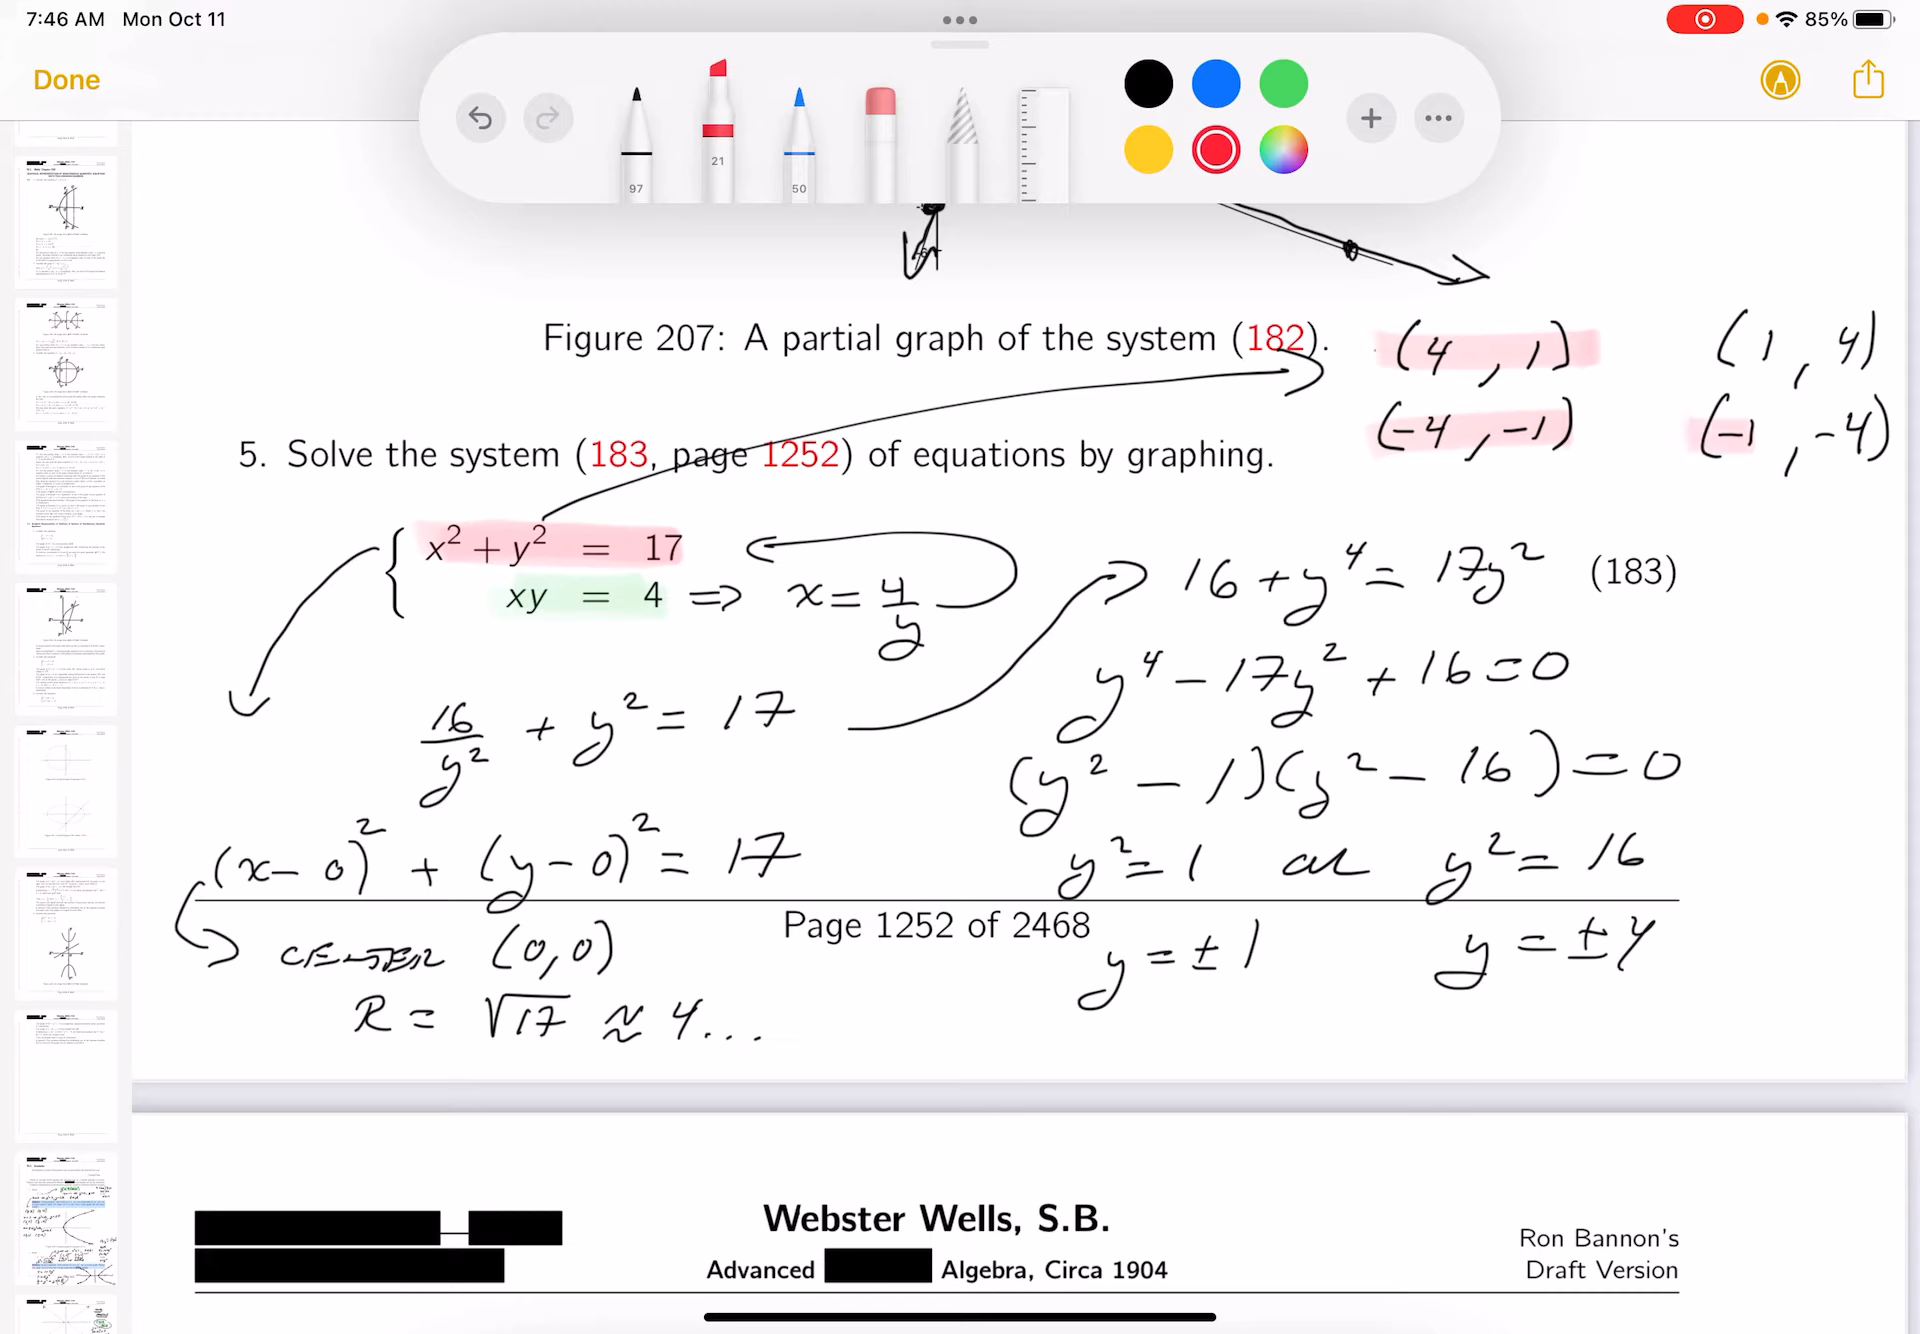 7:46 AM Mon Oct 11
85%
Done
97
21
50
Figure 207: A partial graph of the system (182).
(4, 1)
(1, 4)
(-4, -1)
(-1, -4)
5. Solve the system (183, page 1252) of equations by graphing.
x² + y² = 17
xy = 4 => x = 4/y
16 + y⁴ = 17y² (183)
y⁴ - 17y² + 16 = 0
16/y² + y² = 17
(y² - 1)(y² - 16) = 0
(x - 0)² + (y - 0)² = 17
y² = 1 or y² = 16
Page 1252 of 2468
CENTER (0,0)
y = ± 1
y = ± 4
R = √17 ≈ 4...
Webster Wells, S.B.
Advanced Algebra, Circa 1904
Ron Bannon's
Draft Version